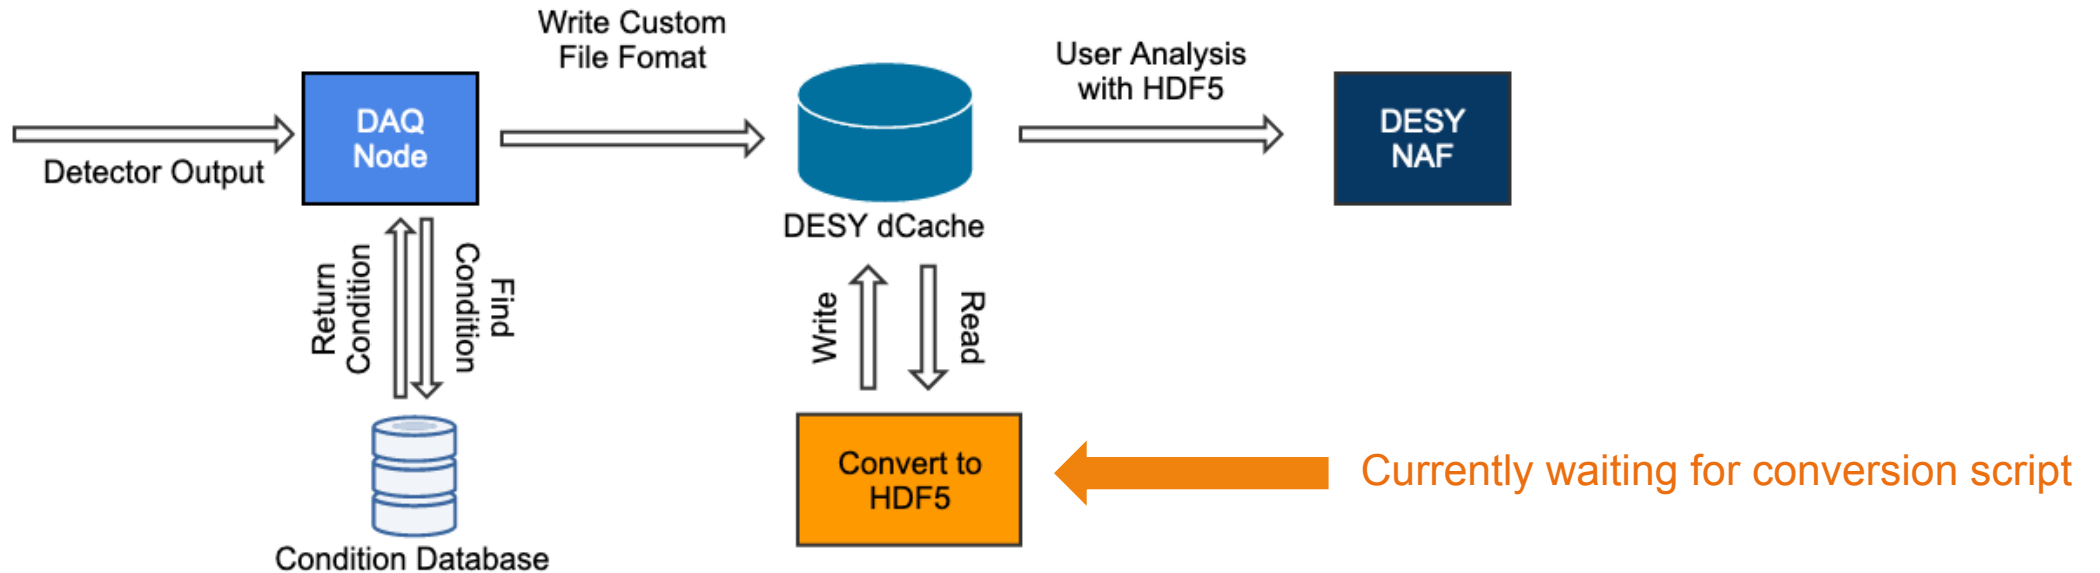 Write Custom
File Fomat
User Analysis
with HDF5
DAQ
Node
DESY
NAF
Detector Output
DESY dCache
Return
Condition
Find
Condition
Write
Read
Convert to
HDF5
Currently waiting for conversion script
Condition Database